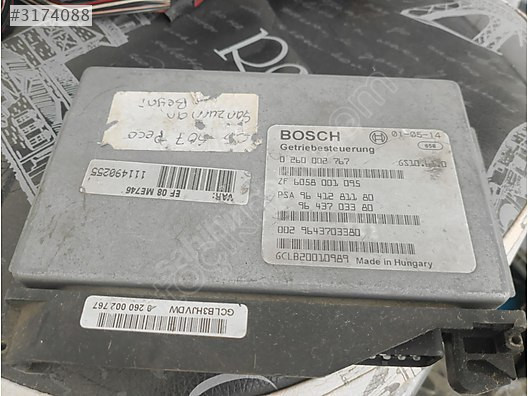 #3174088
607 Peco
Sanzuman
Beyni
VAR: EF 08 ME746
111490255
BOSCH 01-05-14
Getriebesteuerung 058
0 260 002 767
ZF 6058 001 095
PSA 96 412 811 80
96 437 033 80
002 9643703380
GCLB20010989 Made in Hungary
GCLB3HJVDW
0 260 002 767